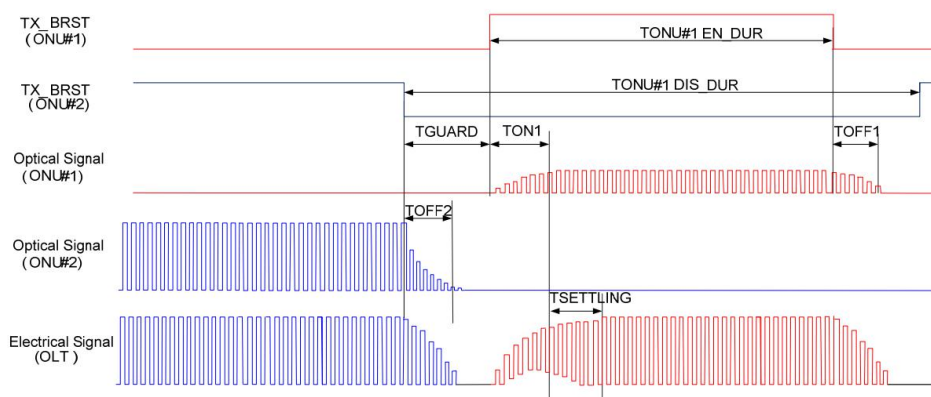 TX_BRST
(ONU#1)
TONU#1 EN_DUR
TX_BRST
(ONU#2)
TONU#1 DIS_DUR
TGUARD
TON1
TOFF1
Optical Signal
(ONU#1)
TOFF2
Optical Signal
(ONU#2)
TSETTLING
Electrical Signal
(OLT)